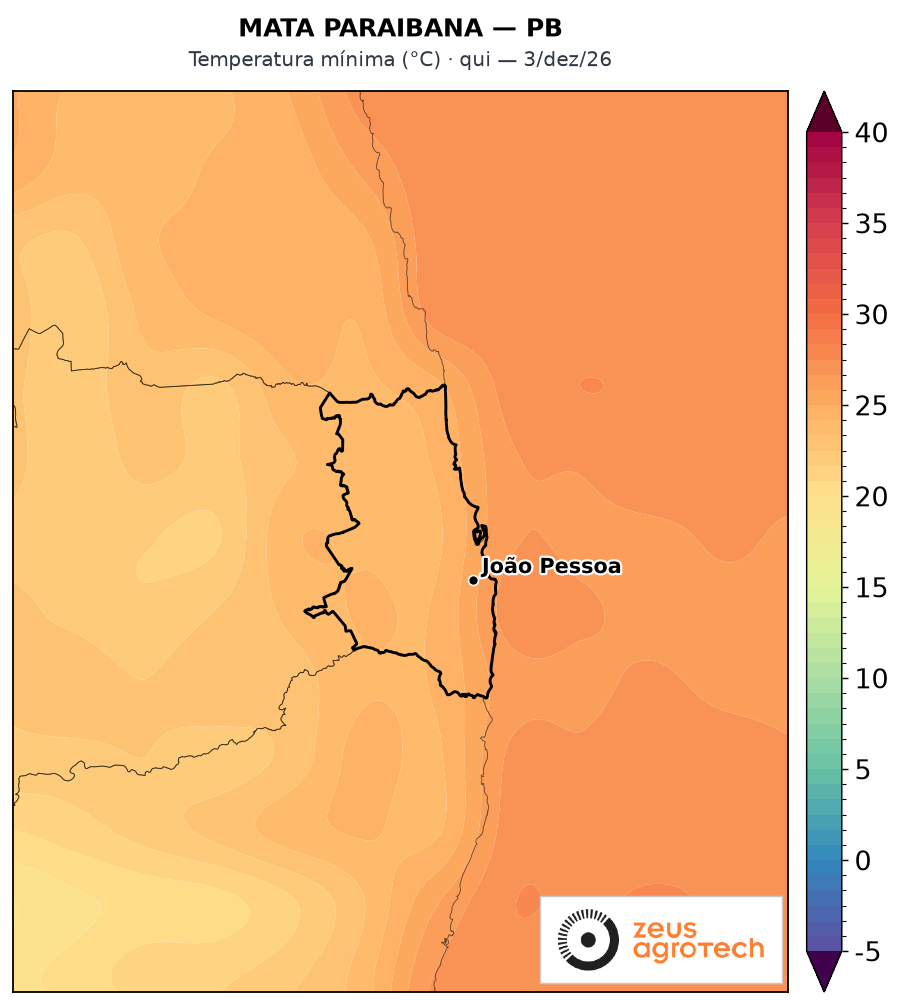 MATA PARAIBANA — PB
Temperatura mínima (°C) · qui — 3/dez/26
40
35
30
25
20
15
10
5
0
-5
João Pessoa
zeus
agrotech